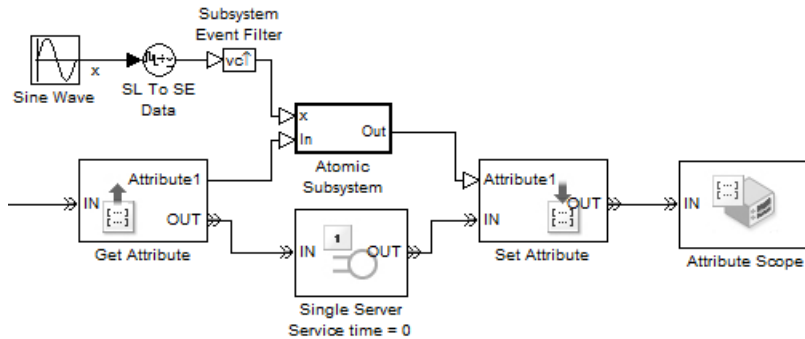 Subsystem
Event Filter
vc↑
x
Sine Wave
SL To SE
Data
x
In
Out
Atomic
Subsystem
IN
Attribute1
OUT
[...]
Get Attribute
IN
1
OUT
Single Server
Service time = 0
Attribute1
IN
OUT
[...]
Set Attribute
IN
[...]
Attribute Scope